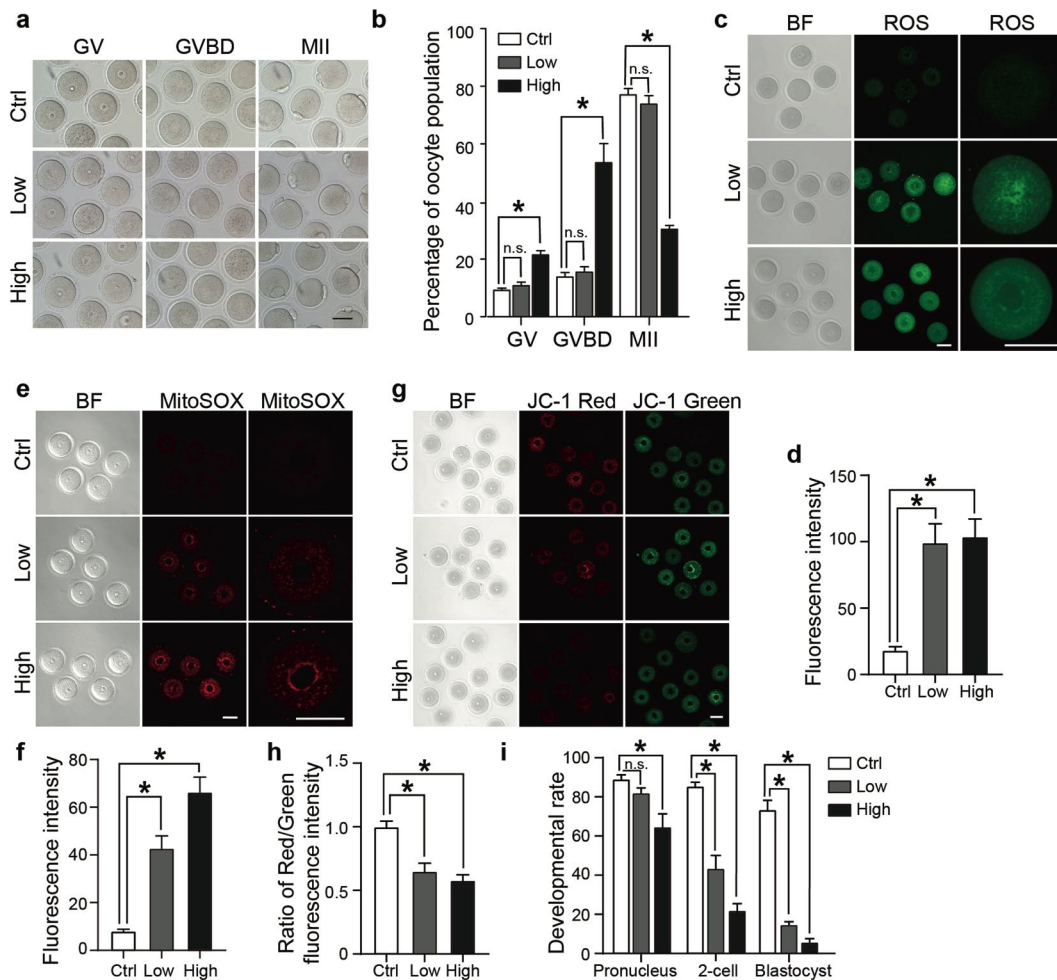 a
GV GVBD MII
Ctrl
Low
High
b
Percentage of oocyte population
100
80
60
40
20
0
Ctrl
Low
High
n.s. *
n.s. *
n.s. *
GV GVBD MII
c
BF ROS ROS
Ctrl
Low
High
e
BF MitoSOX MitoSOX
Ctrl
Low
High
g
BF JC-1 Red JC-1 Green
Ctrl
Low
High
d
Fluorescence intensity
150
100
50
0
*
*
Ctrl Low High
f
Fluorescence intensity
80
60
40
20
0
*
*
Ctrl Low High
h
Ratio of Red/Green
fluorescence intensity
1.5
1.0
0.5
0
*
*
Ctrl Low High
i
Developmental rate
100
80
60
40
20
0
n.s. *
* *
* *
Ctrl
Low
High
Pronucleus 2-cell Blastocyst